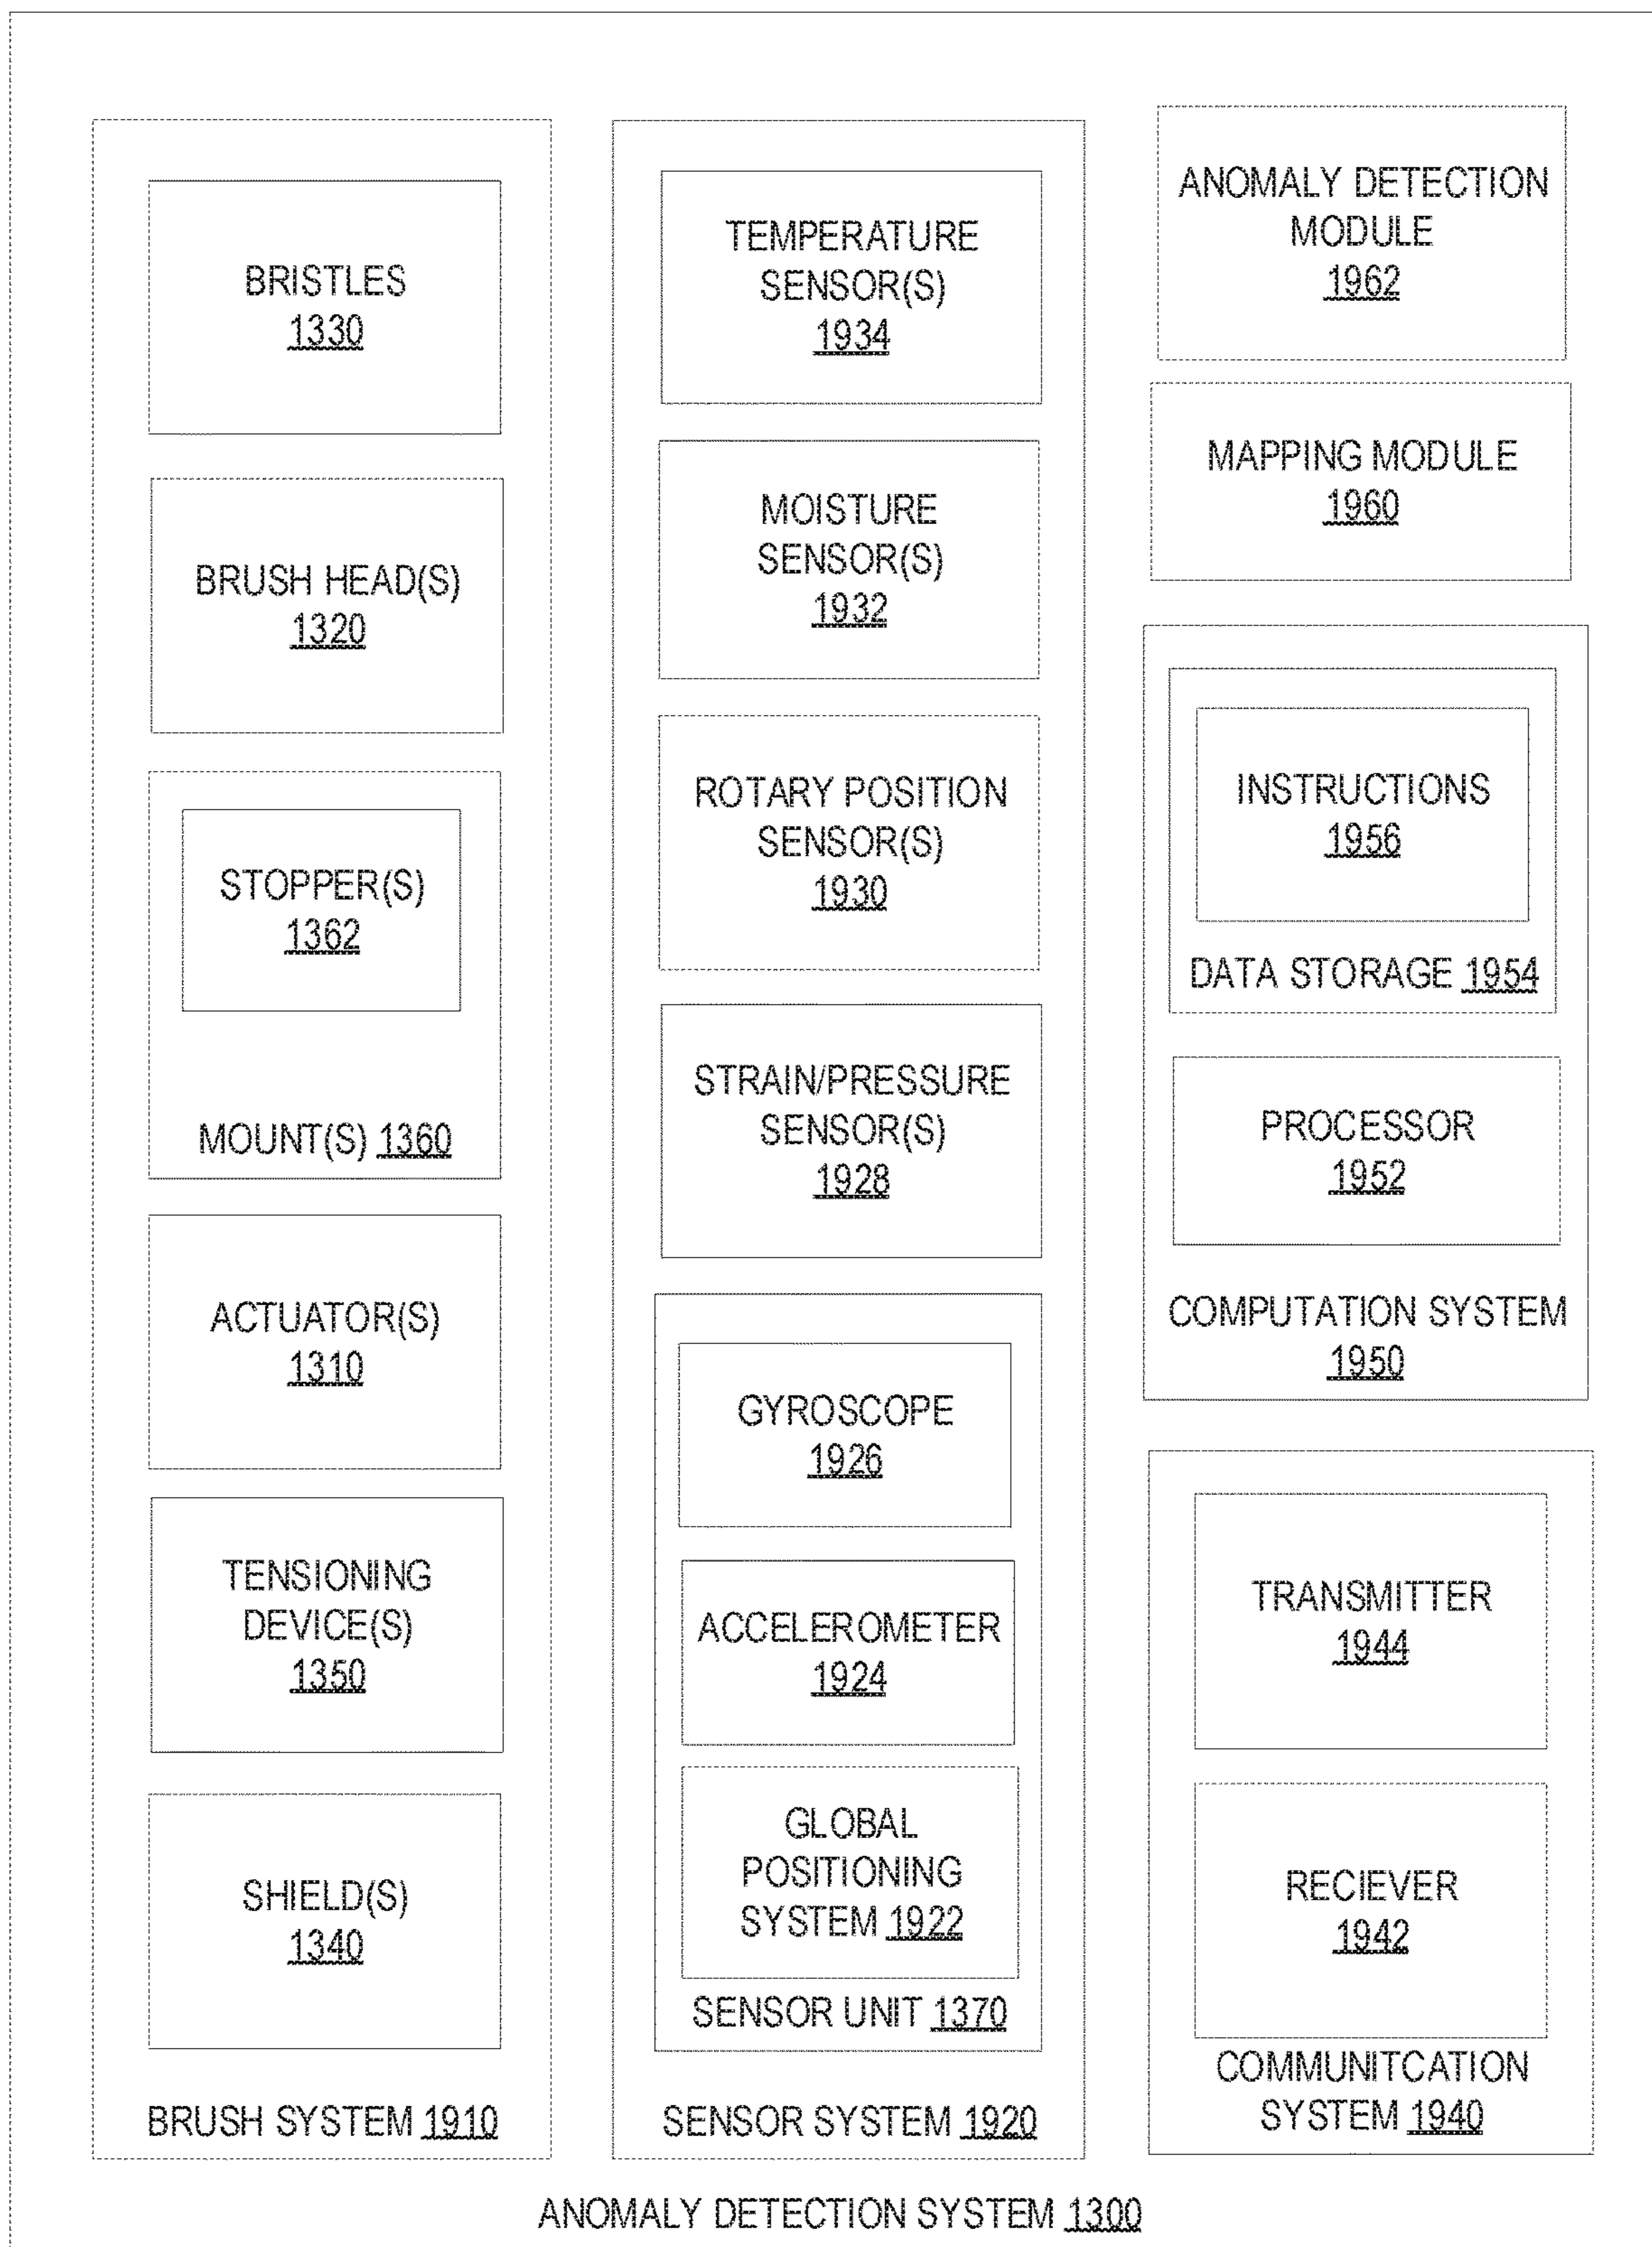 BRISTLES
1330
BRUSH HEAD(S)
1320
STOPPER(S)
1362
MOUNT(S) 1360
ACTUATOR(S)
1310
TENSIONING
DEVICE(S)
1350
SHIELD(S)
1340
BRUSH SYSTEM 1910
TEMPERATURE
SENSOR(S)
1934
MOISTURE
SENSOR(S)
1932
ROTARY POSITION
SENSOR(S)
1930
STRAIN/PRESSURE
SENSOR(S)
1928
GYROSCOPE
1926
ACCELEROMETER
1924
GLOBAL
POSITIONING
SYSTEM 1922
SENSOR UNIT 1370
SENSOR SYSTEM 1920
ANOMALY DETECTION
MODULE
1962
MAPPING MODULE
1960
INSTRUCTIONS
1956
DATA STORAGE 1954
PROCESSOR
1952
COMPUTATION SYSTEM
1950
TRANSMITTER
1944
RECIEVER
1942
COMMUNITCATION
SYSTEM 1940
ANOMALY DETECTION SYSTEM 1300